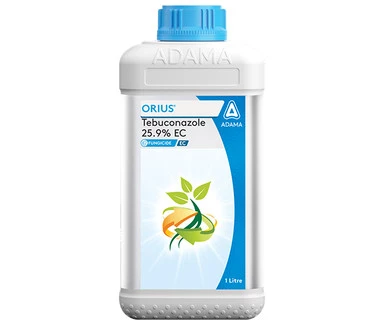 ADAMA
ORIUS®
Tebuconazole
25.9% EC
FUNGICIDE EC
ADAMA
1 Litre